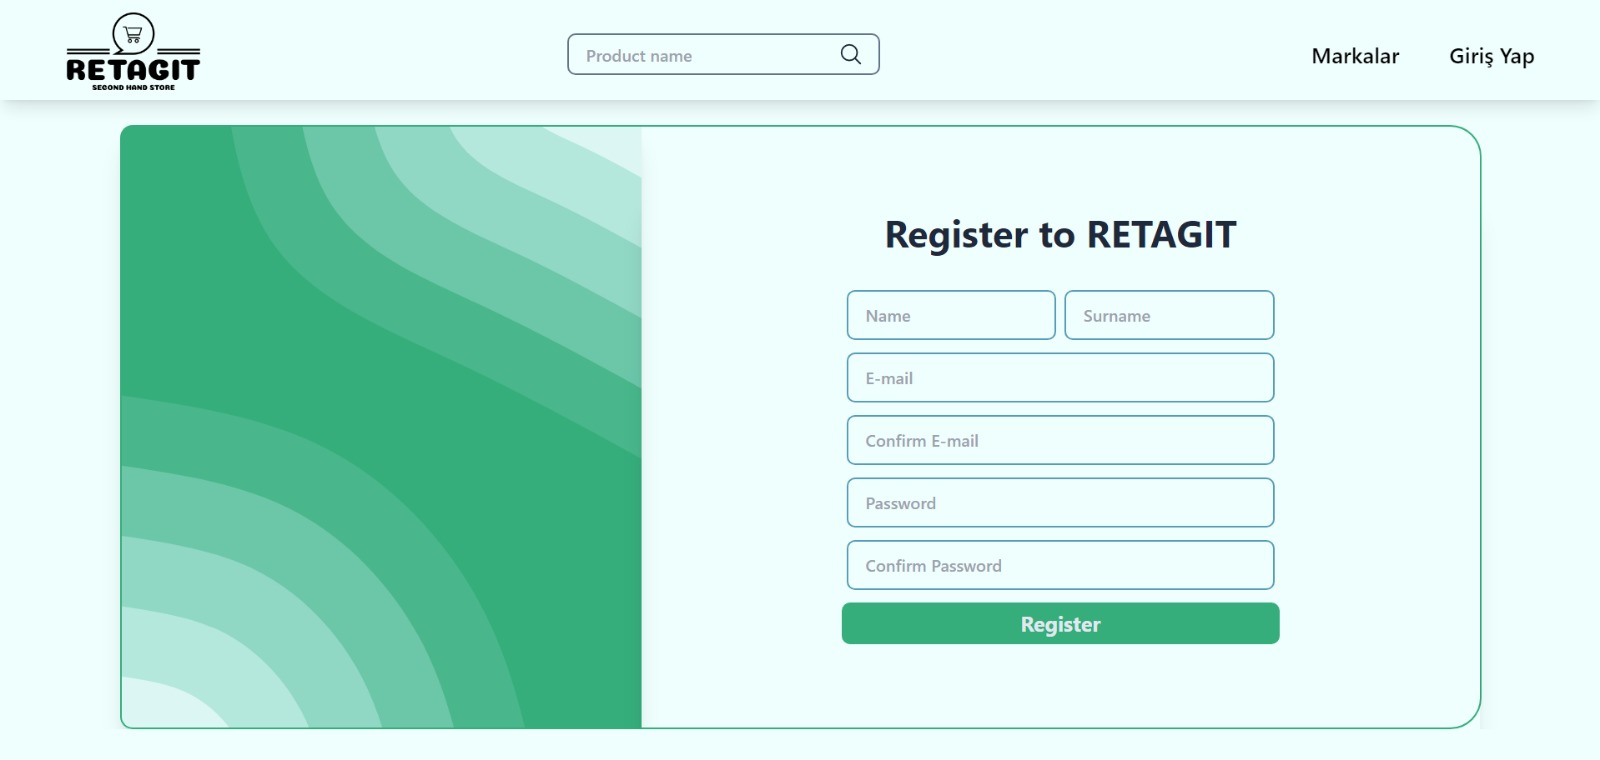 RETAGIT
SECOND HAND STORE
Product name
Markalar
Giriş Yap
Register to RETAGIT
Name
Surname
E-mail
Confirm E-mail
Password
Confirm Password
Register